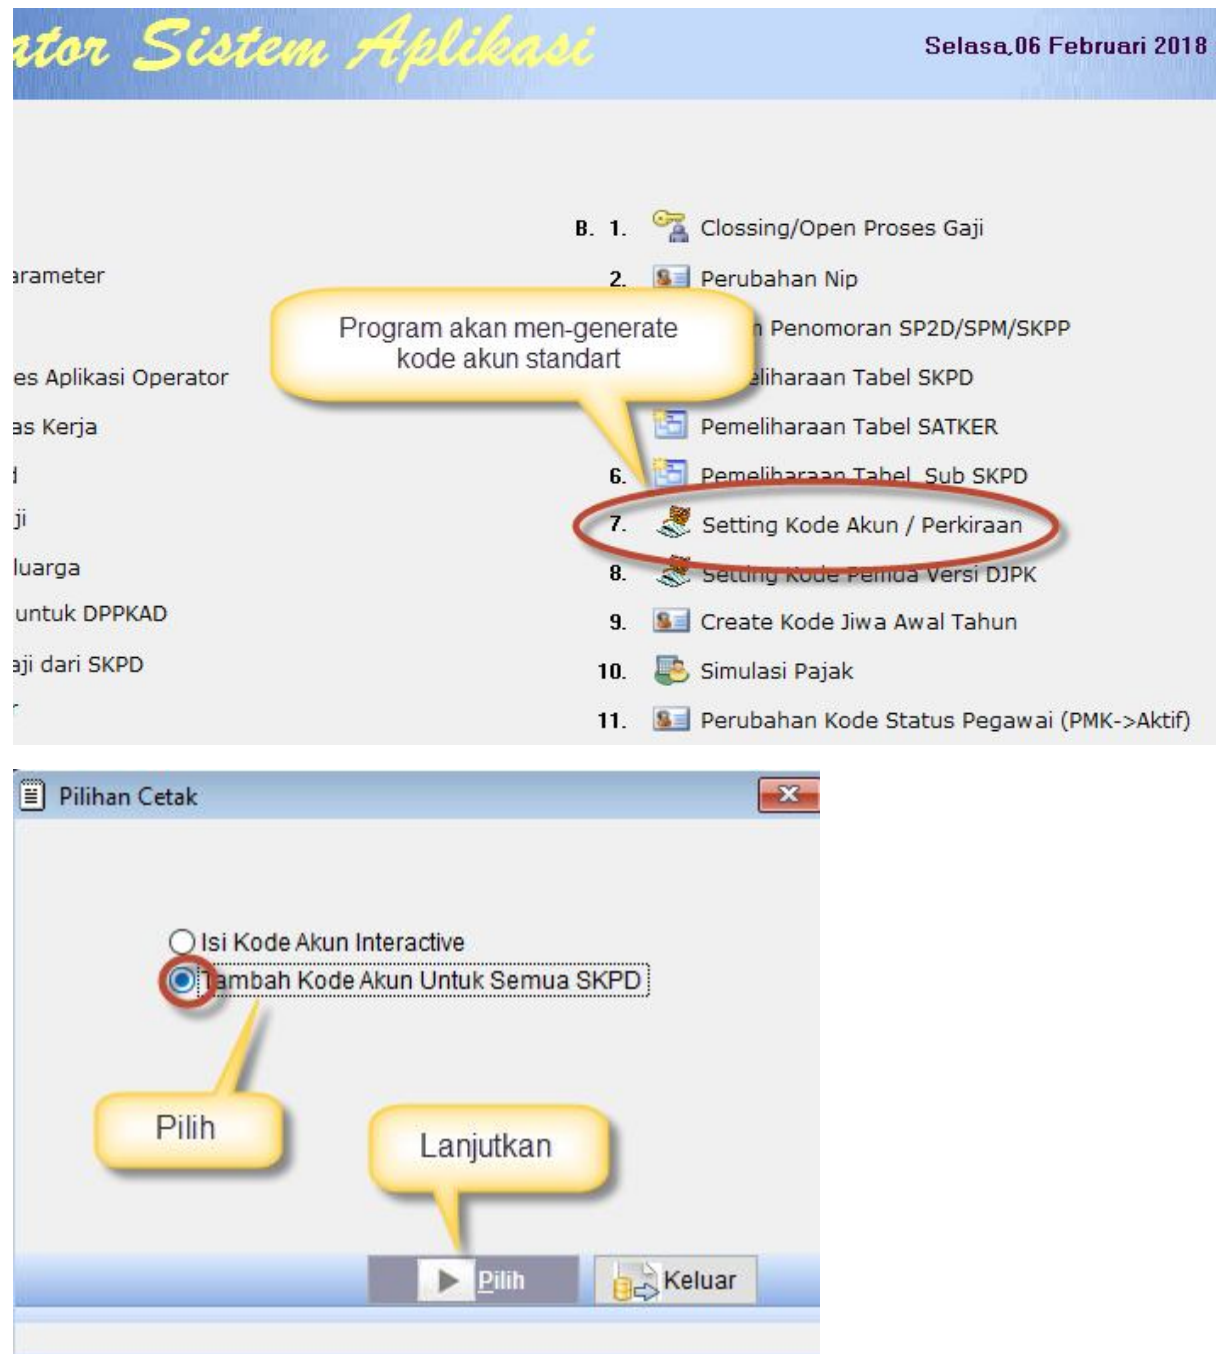 ator Sistem Aplikasi
Selasa,06 Februari 2018
B. 1. Clossing/Open Proses Gaji
arameter
2. Perubahan Nip
Program akan men-generate
kode akun standart
Penomoran SP2D/SPM/SKPP
es Aplikasi Operator
eliharaan Tabel SKPD
as Kerja
Pemeliharaan Tabel SATKER
6. Pemeliharaan Tabel Sub SKPD
ji
7. Setting Kode Akun / Perkiraan
luarga
8. Setting Kode Pemda Versi DJPK
untuk DPPKAD
9. Create Kode Jiwa Awal Tahun
aji dari SKPD
10. Simulasi Pajak
11. Perubahan Kode Status Pegawai (PMK->Aktif)
Pilihan Cetak
Isi Kode Akun Interactive
Tambah Kode Akun Untuk Semua SKPD
Pilih
Lanjutkan
Pilih
Keluar